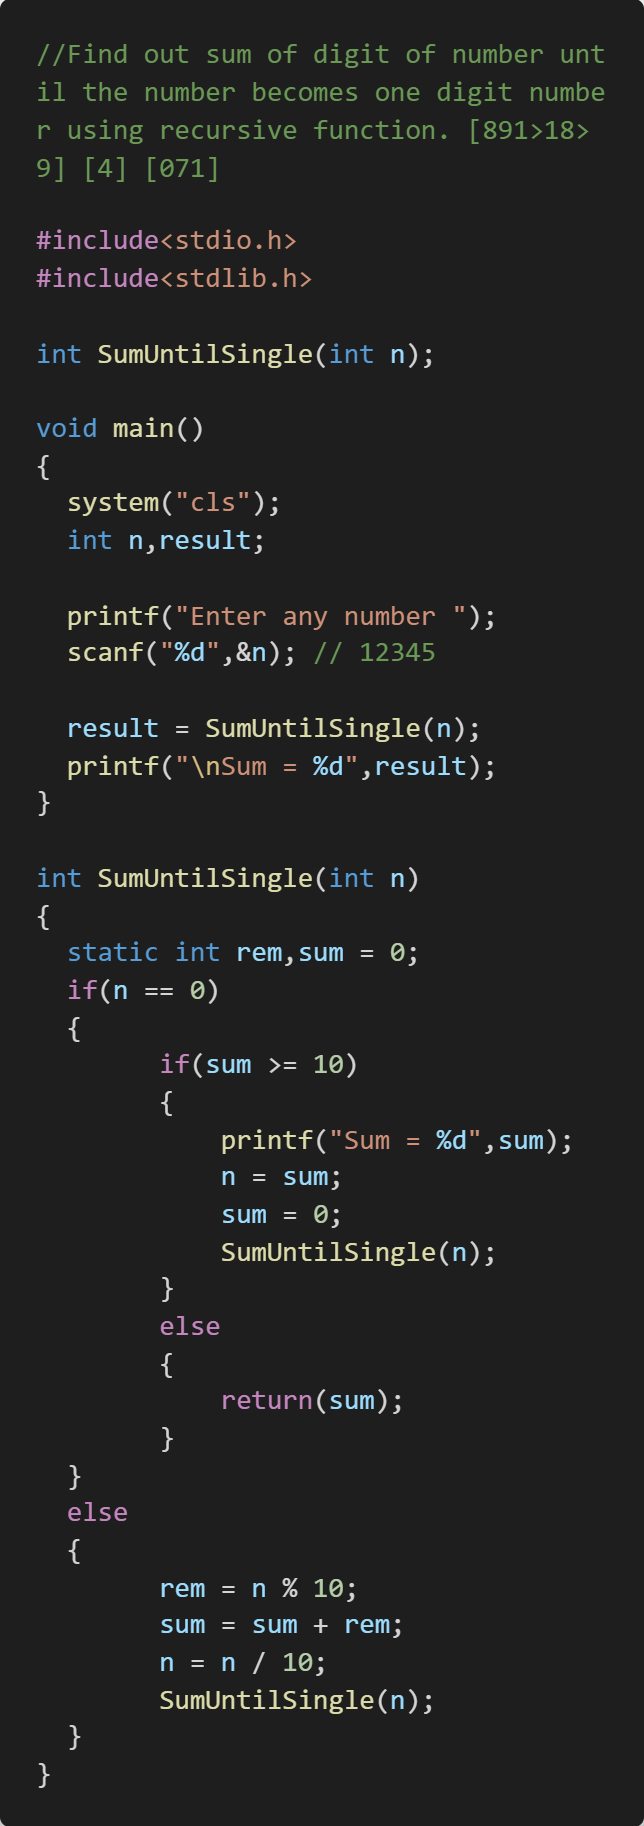 //Find out sum of digit of number unt
il the number becomes one digit numbe
r using recursive function. [891>18>
9] [4] [071]

#include<stdio.h>
#include<stdlib.h>

int SumUntilSingle(int n);

void main()
{
  system("cls");
  int n,result;

  printf("Enter any number ");
  scanf("%d",&n); // 12345

  result = SumUntilSingle(n);
  printf("\nSum = %d",result);
}

int SumUntilSingle(int n)
{
  static int rem,sum = 0;
  if(n == 0)
  {
        if(sum >= 10)
        {
            printf("Sum = %d",sum);
            n = sum;
            sum = 0;
            SumUntilSingle(n);
        }
        else
        {
            return(sum);
        }
  }
  else
  {
        rem = n % 10;
        sum = sum + rem;
        n = n / 10;
        SumUntilSingle(n);
  }
}